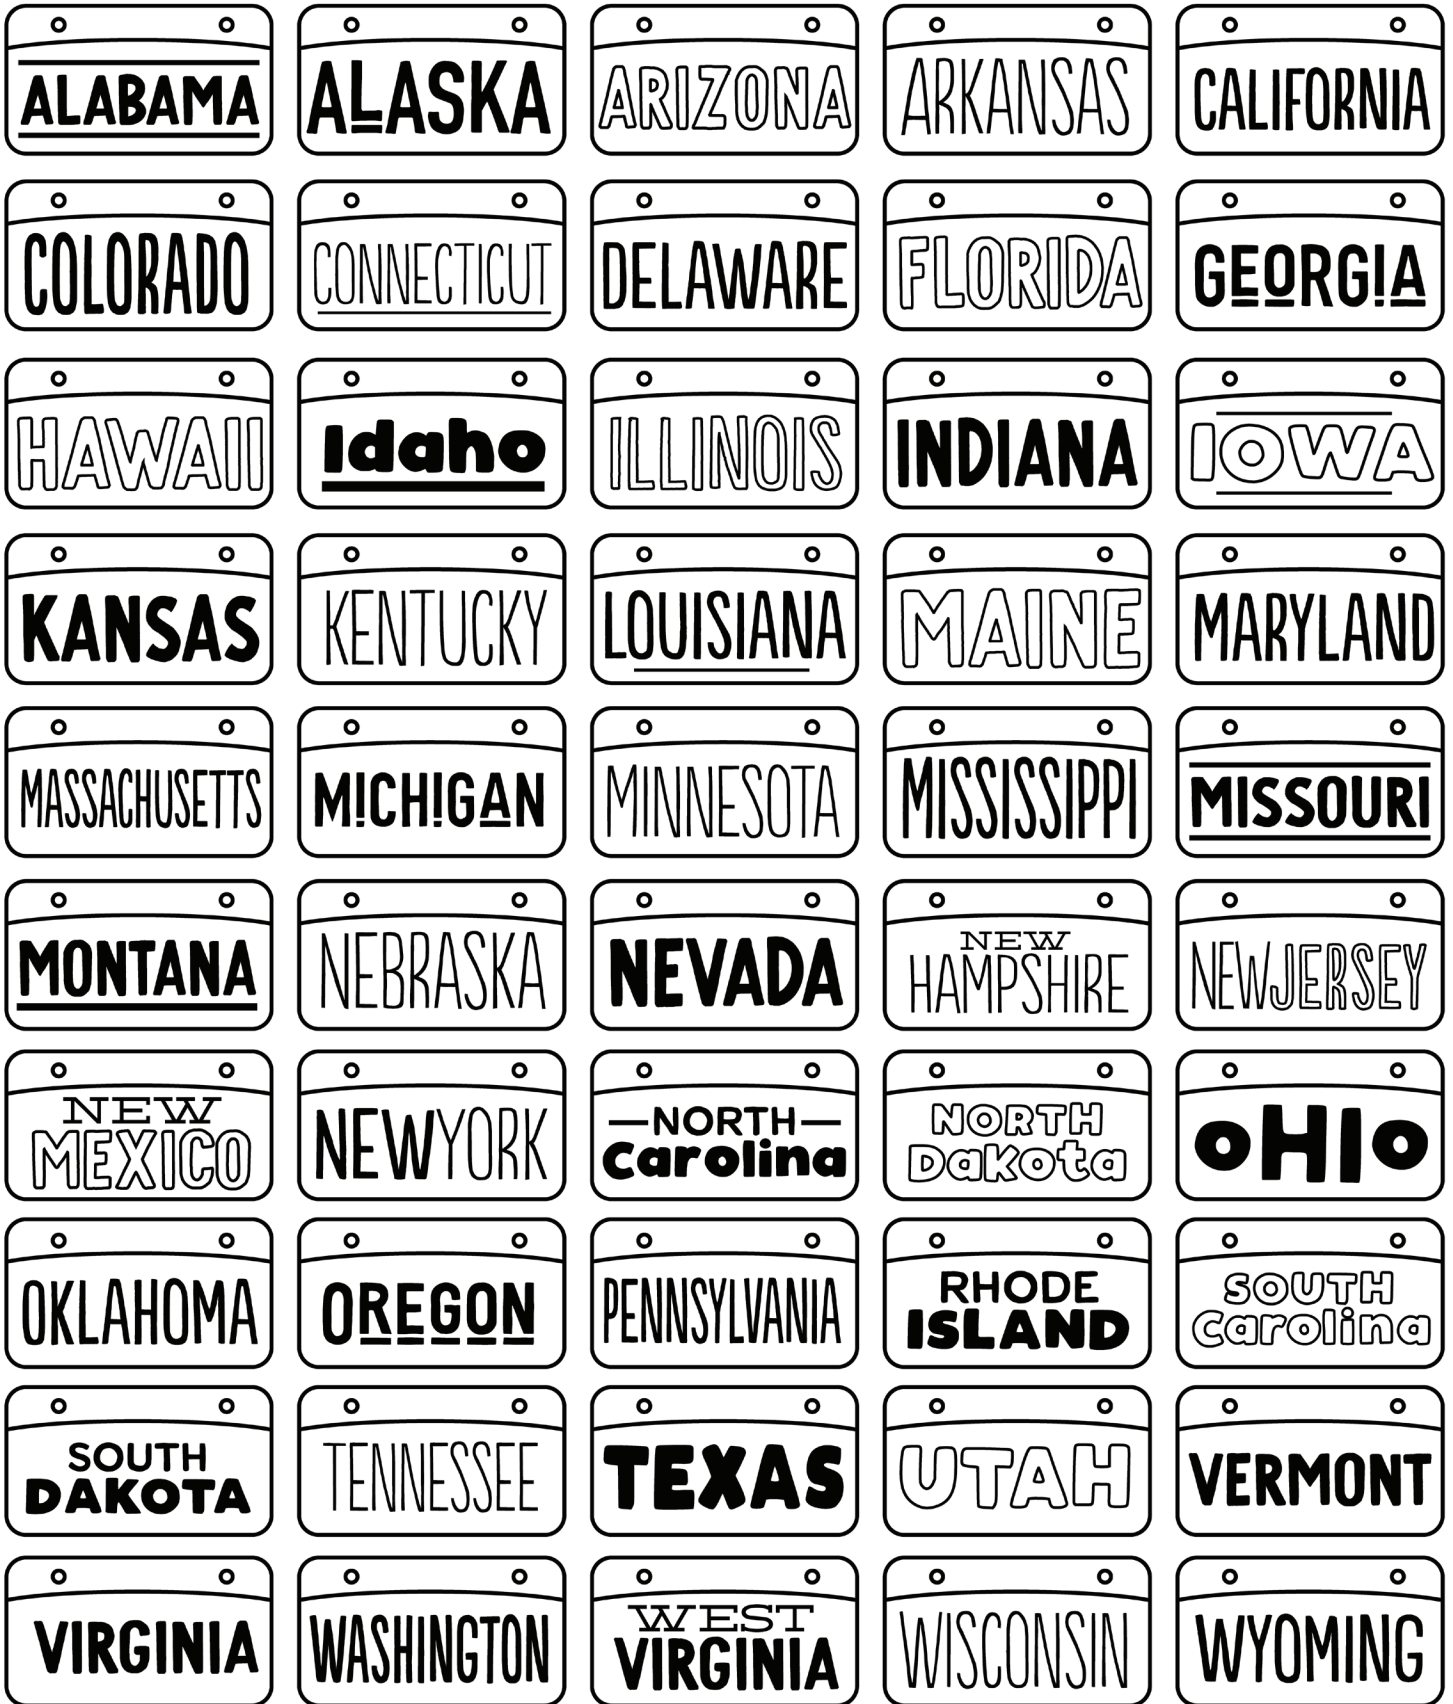 ALABAMA
ALASKA
ARIZONA
ARKANSAS
CALIFORNIA
COLORADO
CONNECTICUT
DELAWARE
FLORIDA
GEORGIA
HAWAII
Idaho
ILLINOIS
INDIANA
IOWA
KANSAS
KENTUCKY
LOUISIANA
MAINE
MARYLAND
MASSACHUSETTS
MICHIGAN
MINNESOTA
MISSISSIPPI
MISSOURI
MONTANA
NEBRASKA
NEVADA
NEW
HAMPSHIRE
NEWJERSEY
NEW
MEXICO
NEWYORK
NORTH
Carolina
NORTH
Dakota
oHIo
OKLAHOMA
OREGON
PENNSYLVANIA
RHODE
ISLAND
SOUTH
Carolina
SOUTH
DAKOTA
TENNESSEE
TEXAS
UTAH
VERMONT
VIRGINIA
WASHINGTON
WEST
VIRGINIA
WISCONSIN
WYOMING